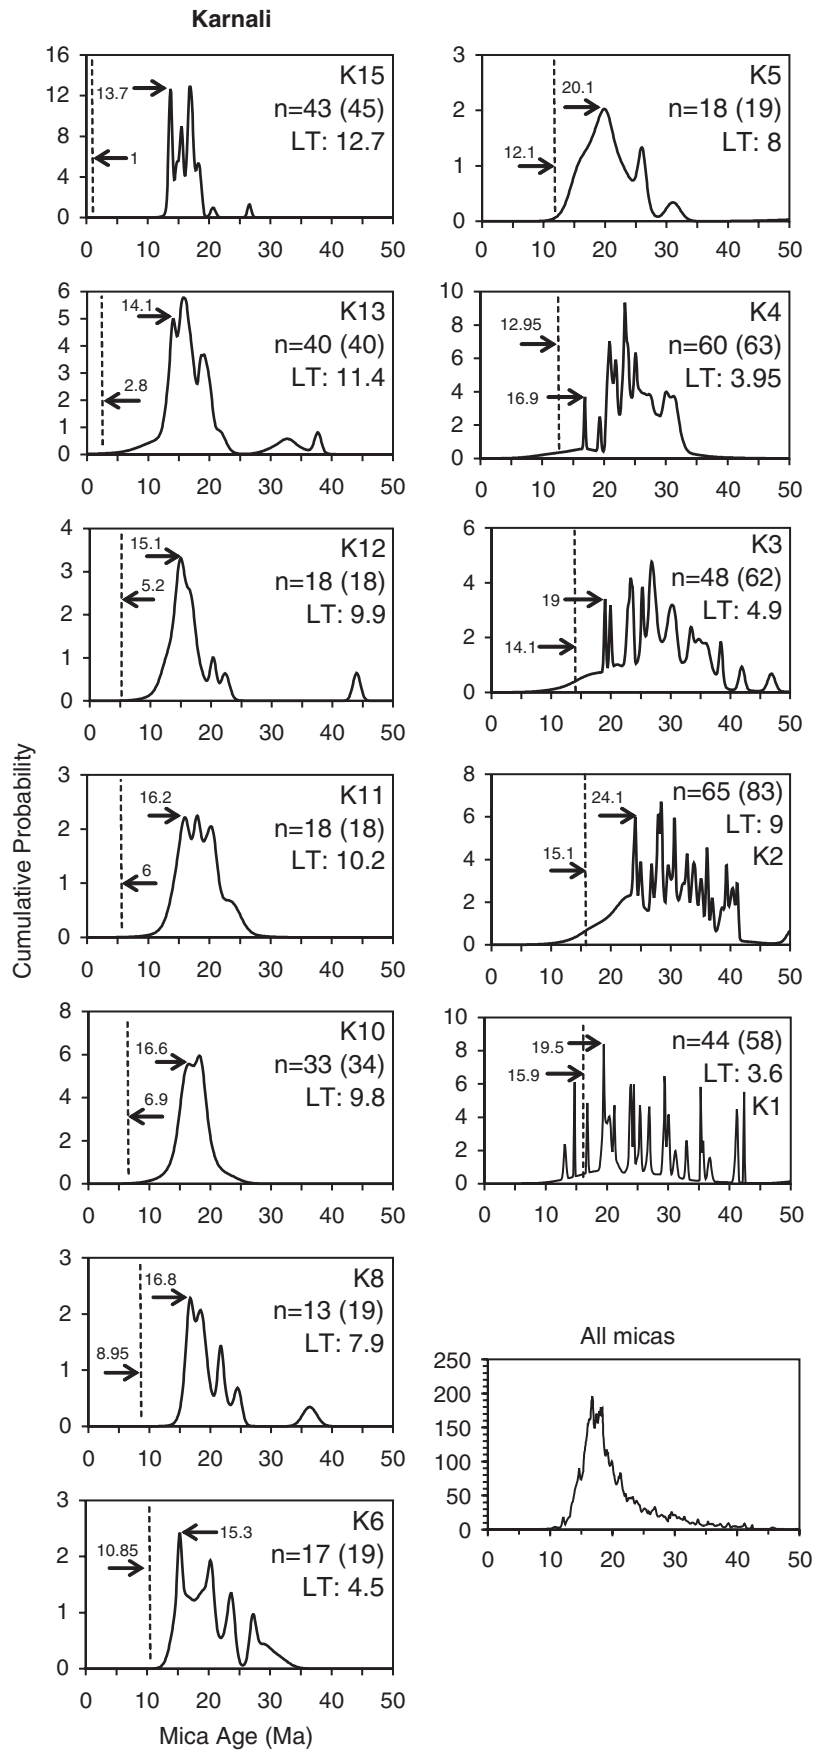 Karnali
K15
n=43 (45)
LT: 12.7
13.7
1
16
12
8
4
0
0 10 20 30 40 50
K13
n=40 (40)
LT: 11.4
14.1
2.8
6
5
4
3
2
1
0
0 10 20 30 40 50
K12
n=18 (18)
LT: 9.9
15.1
5.2
4
3
2
1
0
0 10 20 30 40 50
K11
n=18 (18)
LT: 10.2
16.2
6
3
2
1
0
0 10 20 30 40 50
K10
n=33 (34)
LT: 9.8
16.6
6.9
8
6
4
2
0
0 10 20 30 40 50
K8
n=13 (19)
LT: 7.9
16.8
8.95
3
2
1
0
0 10 20 30 40 50
K6
n=17 (19)
LT: 4.5
15.3
10.85
3
2
1
0
0 10 20 30 40 50
Mica Age (Ma)
Cumulative Probability
K5
n=18 (19)
LT: 8
20.1
12.1
3
2
1
0
0 10 20 30 40 50
K4
n=60 (63)
LT: 3.95
12.95
16.9
10
8
6
4
2
0
0 10 20 30 40 50
K3
n=48 (62)
LT: 4.9
19
14.1
6
4
2
0
0 10 20 30 40 50
n=65 (83)
LT: 9
K2
24.1
15.1
8
6
4
2
0
0 10 20 30 40 50
n=44 (58)
LT: 3.6
K1
19.5
15.9
10
8
6
4
2
0
0 10 20 30 40 50
All micas
250
200
150
100
50
0
0 10 20 30 40 50